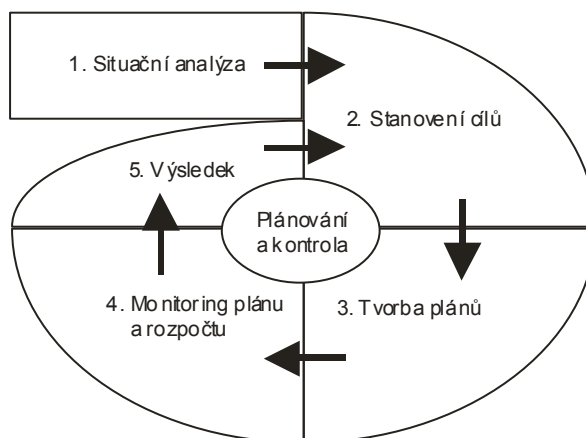 1. Situační analýza
2. Stanovení cílů
5. Výsledek
Plánování
a kontrola
4. Monitoring plánu
a rozpočtu
3. Tvorba plánů